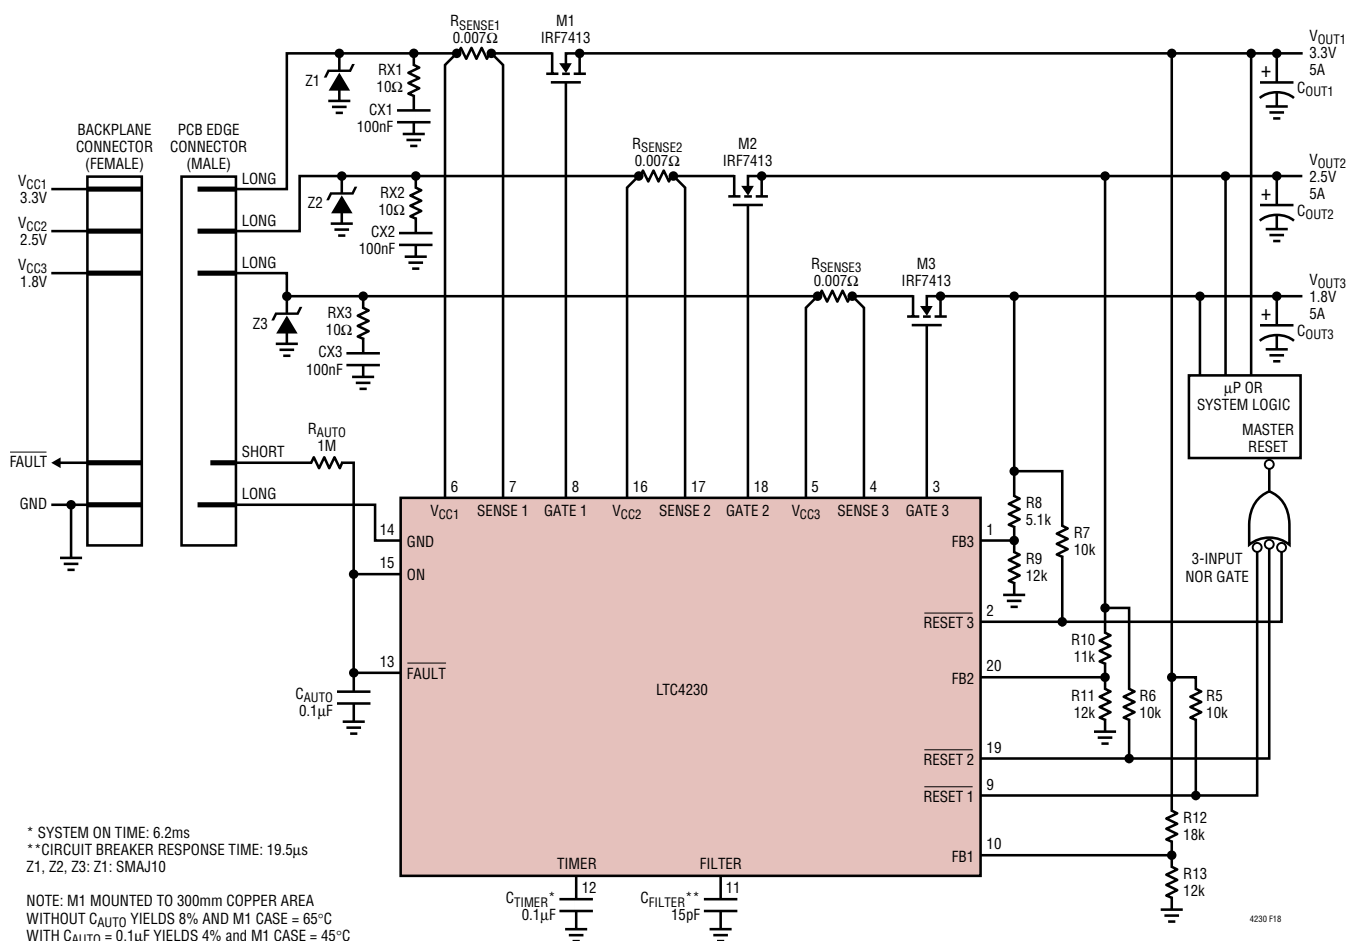 RSENSE1
0.007Ω
M1
IRF7413
VOUT1
3.3V
5A
Z1
RX1
10Ω
CX1
100nF
+
COUT1
BACKPLANE
CONNECTOR
(FEMALE)
PCB EDGE
CONNECTOR
(MALE)
RSENSE2
0.007Ω
M2
IRF7413
VOUT2
2.5V
5A
VCC1
3.3V
LONG
Z2
RX2
10Ω
CX2
100nF
+
COUT2
VCC2
2.5V
LONG
VCC3
1.8V
LONG
RSENSE3
0.007Ω
M3
IRF7413
VOUT3
1.8V
5A
Z3
RX3
10Ω
CX3
100nF
+
COUT3
µP OR
SYSTEM LOGIC
MASTER
RESET
RAUTO
1M
FAULT
SHORT
GND
LONG
6
7
8
16
17
18
5
4
3
VCC1
SENSE 1
GATE 1
VCC2
SENSE 2
GATE 2
VCC3
SENSE 3
GATE 3
14
GND
15
ON
13
FAULT
CAUTO
0.1µF
LTC4230
1
FB3
2
RESET 3
20
FB2
19
RESET 2
9
RESET 1
10
FB1
R8
5.1k
R7
10k
R9
12k
3-INPUT
NOR GATE
R10
11k
R11
12k
R6
10k
R5
10k
R12
18k
R13
12k
TIMER
12
CTIMER*
0.1µF
FILTER
11
CFILTER**
15pF
* SYSTEM ON TIME: 6.2ms
**CIRCUIT BREAKER RESPONSE TIME: 19.5µs
Z1, Z2, Z3: Z1: SMAJ10
NOTE: M1 MOUNTED TO 300mm COPPER AREA
WITHOUT CAUTO YIELDS 8% AND M1 CASE = 65°C
WITH CAUTO = 0.1µF YIELDS 4% and M1 CASE = 45°C
4230 F18